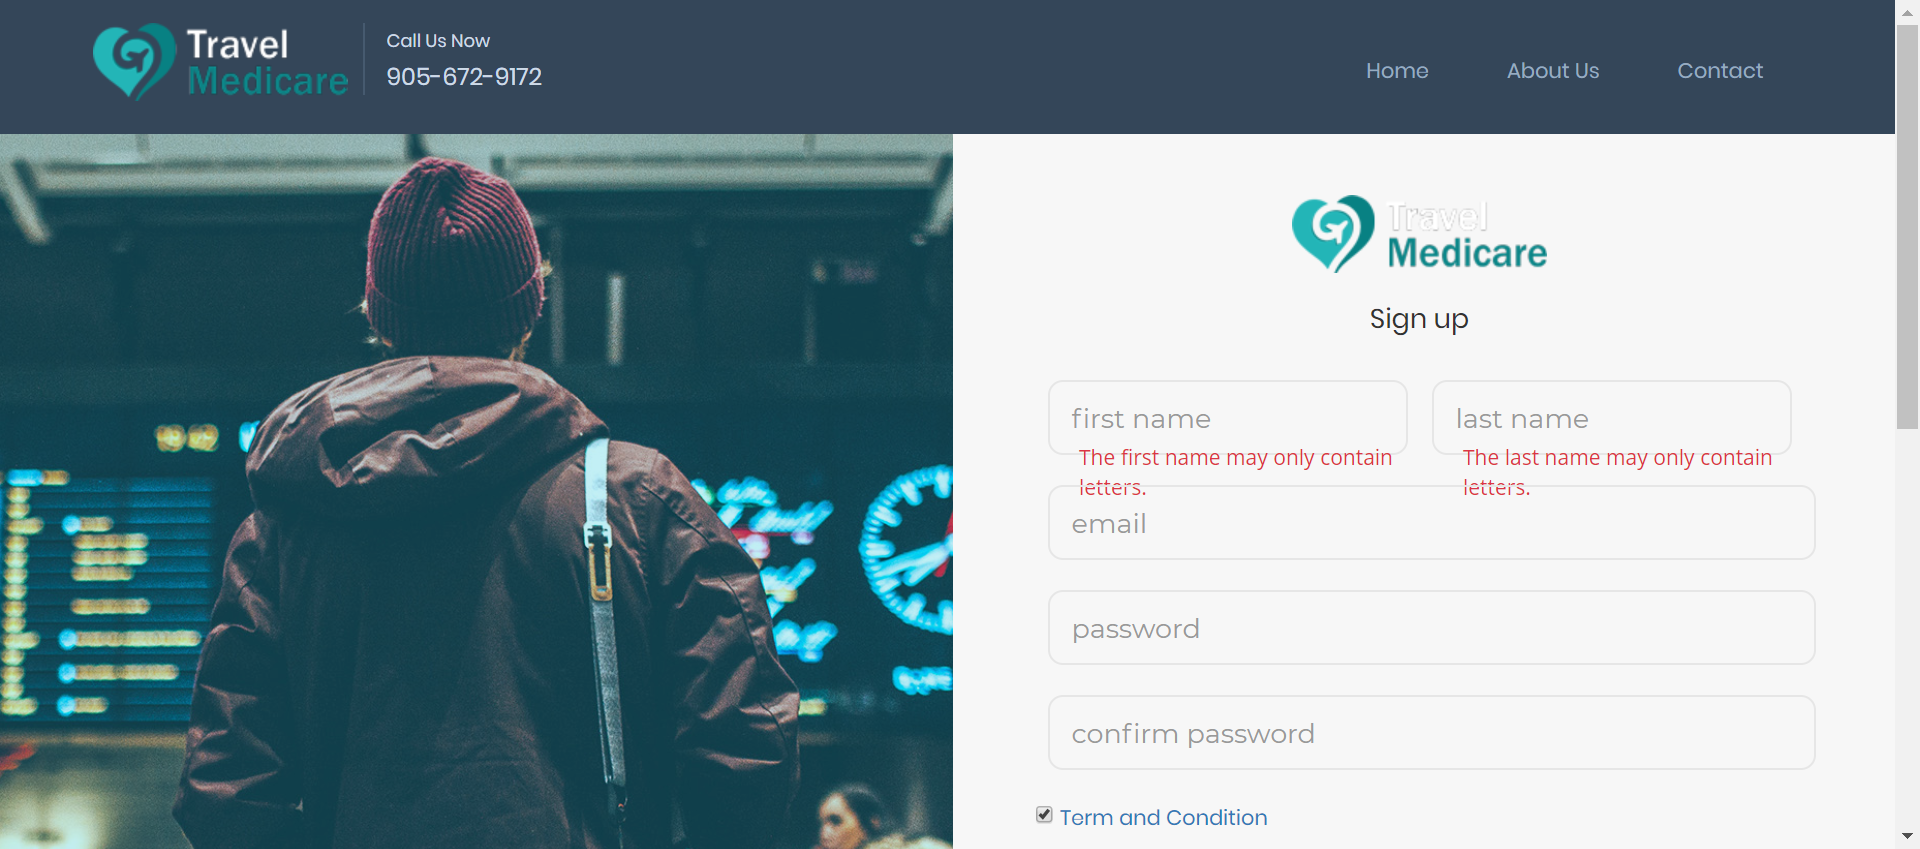 Travel
Medicare
Call Us Now
905-672-9172
Home
About Us
Contact
Travel
Medicare
Sign up
first name
last name
The first name may only contain
letters.
The last name may only contain
letters.
email
password
confirm password
Term and Condition